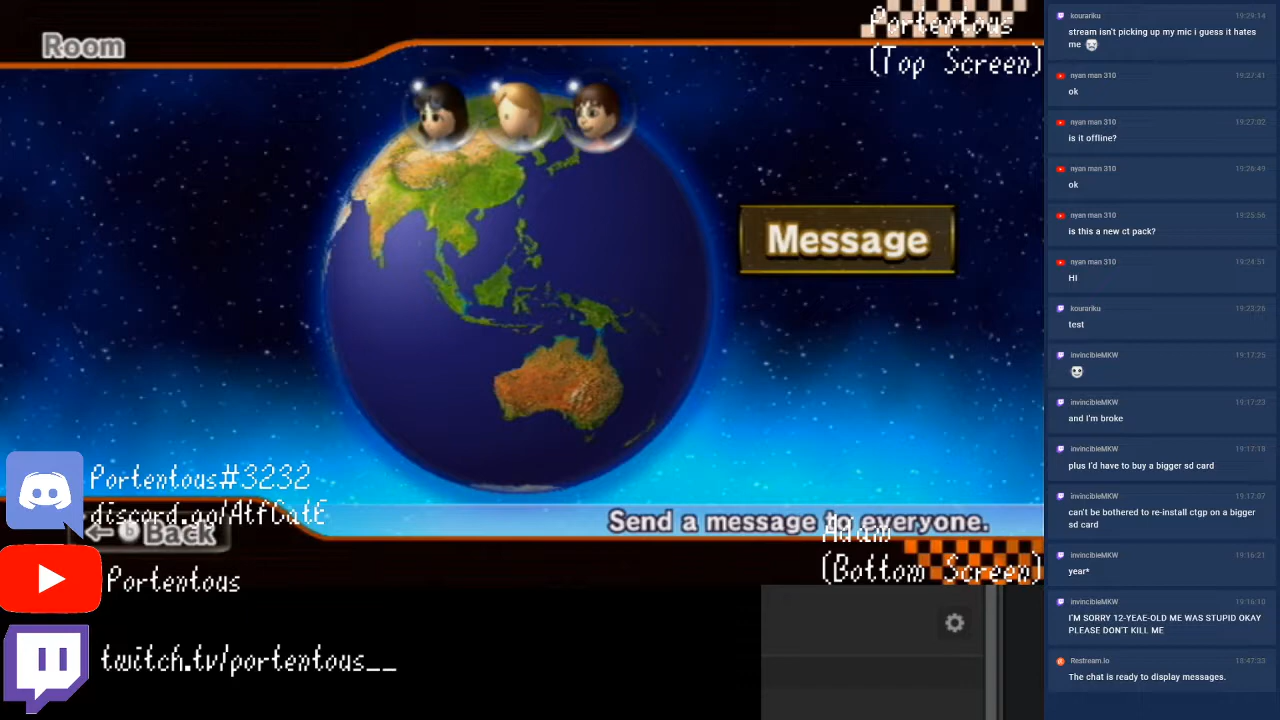 Room
Portentous
(Top Screen)
Message
Portentous#3232
Send a message to everyone.
Back
Adam
(Bottom Screen)
Portentous
twitch.tv/portentous__
kourariku 19:29:14
stream isn't picking up my mic i guess it hates
me
nyan man 310 19:27:41
ok
nyan man 310 19:27:02
is it offline?
nyan man 310 19:26:49
ok
nyan man 310 19:25:56
is this a new ct pack?
nyan man 310 19:24:51
HI
kourariku 19:23:26
test
invincibleMKW 19:17:25
invincibleMKW 19:17:23
and I'm broke
invincibleMKW 19:17:13
plus I'd have to buy a bigger sd card
invincibleMKW 19:17:07
can't be bothered to re-install ctgp on a bigger
sd card
invincibleMKW 19:16:21
year*
invincibleMKW 19:16:10
I'M SORRY 12-YEAE-OLD ME WAS STUPID OKAY
PLEASE DON'T KILL ME
Restream.io 18:47:33
The chat is ready to display messages.